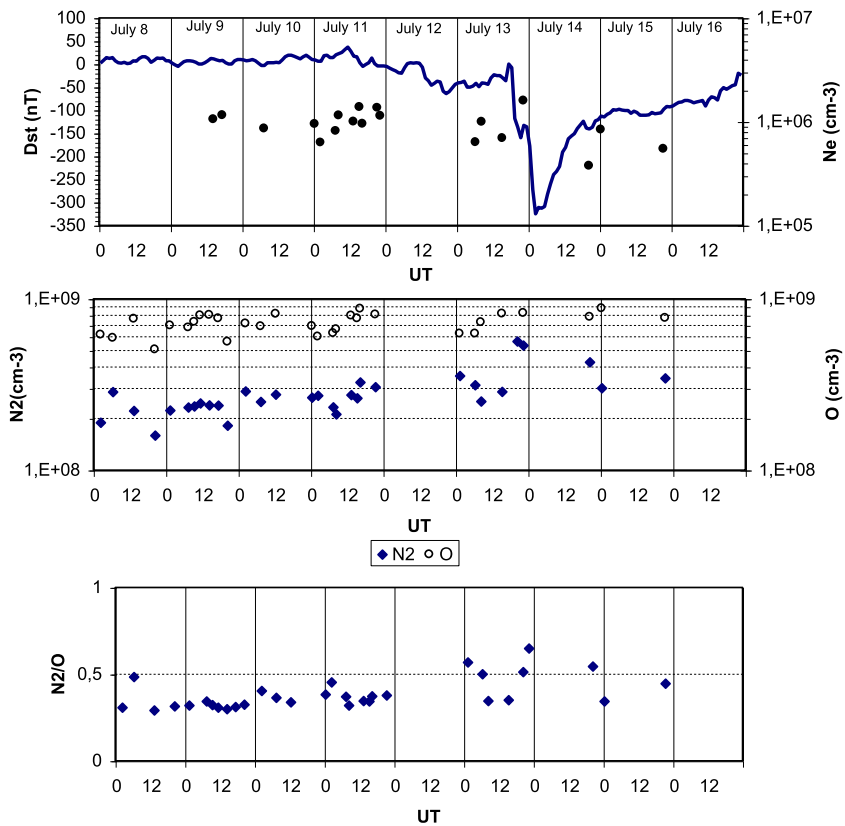 100
50
0
-50
-100
-150
-200
-250
-300
-350
Dst (nT)
July 8 July 9 July 10 July 11 July 12 July 13 July 14 July 15 July 16
1,E+07
1,E+06
1,E+05
Ne (cm-3)
0 12 0 12 0 12 0 12 0 12 0 12 0 12 0 12 0 12
UT
1,E+09
1,E+08
N2(cm-3)
1,E+09
1,E+08
O (cm-3)
0 12 0 12 0 12 0 12 0 12 0 12 0 12 0 12 0 12
UT
N2 O
1
0,5
0
N2/O
0 12 0 12 0 12 0 12 0 12 0 12 0 12 0 12 0 12
UT